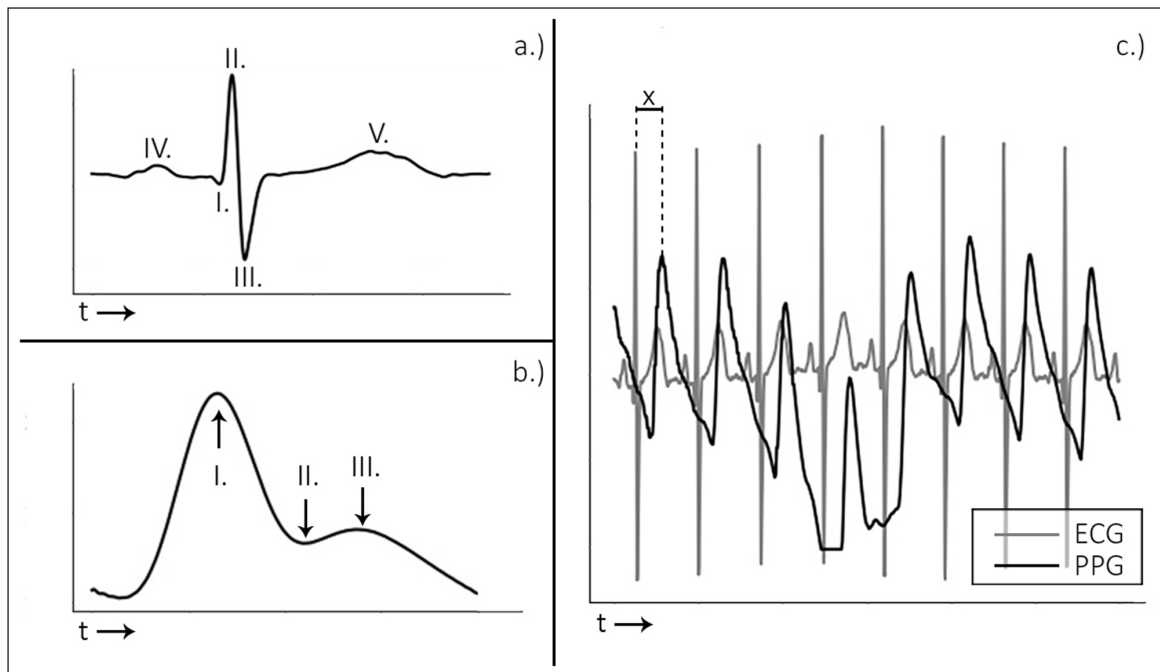 a.)
II.
IV.
V.
I.
III.
t
b.)
I.
II.
III.
t
c.)
x
ECG
PPG
t